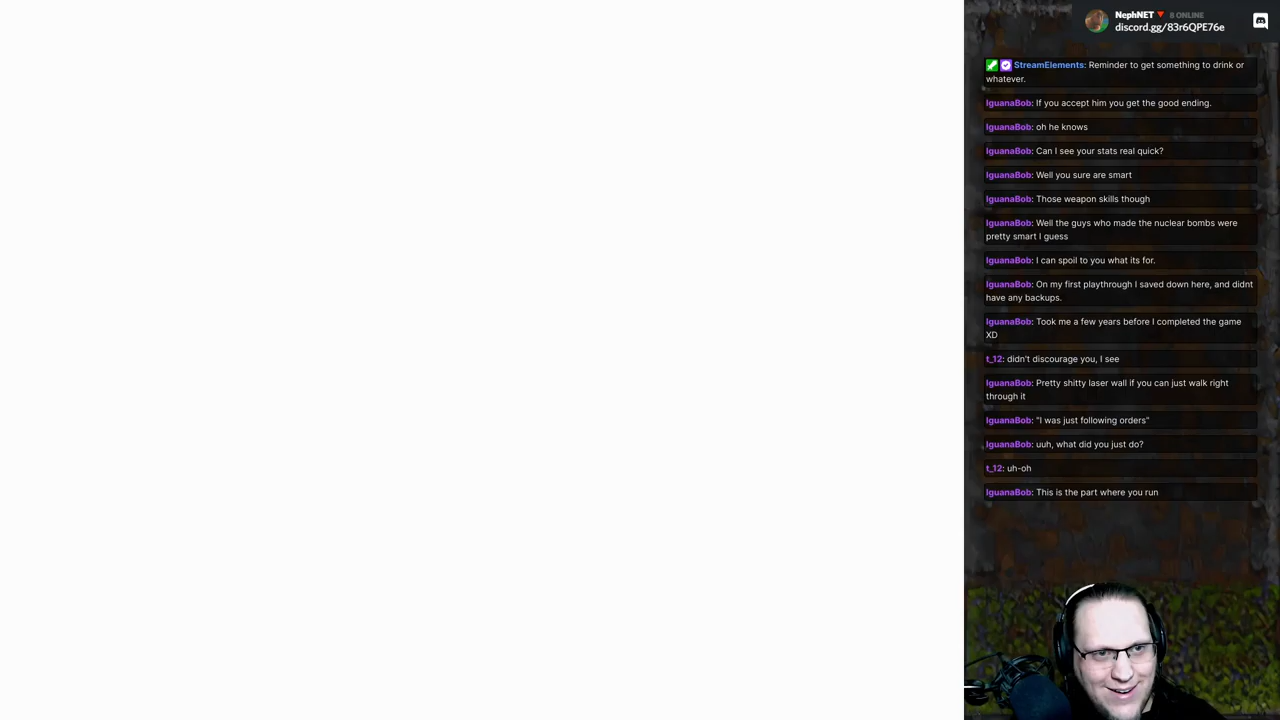 NephNET 8 ONLINE
discord.gg/83r6QPE76e
StreamElements: Reminder to get something to drink or
whatever.
IguanaBob: If you accept him you get the good ending.
IguanaBob: oh he knows
IguanaBob: Can I see your stats real quick?
IguanaBob: Well you sure are smart
IguanaBob: Those weapon skills though
IguanaBob: Well the guys who made the nuclear bombs were
pretty smart I guess
IguanaBob: I can spoil to you what its for.
IguanaBob: On my first playthrough I saved down here, and didnt
have any backups.
IguanaBob: Took me a few years before I completed the game
XD
t_12: didn't discourage you, I see
IguanaBob: Pretty shitty laser wall if you can just walk right
through it
IguanaBob: "I was just following orders"
IguanaBob: uuh, what did you just do?
t_12: uh-oh
IguanaBob: This is the part where you run